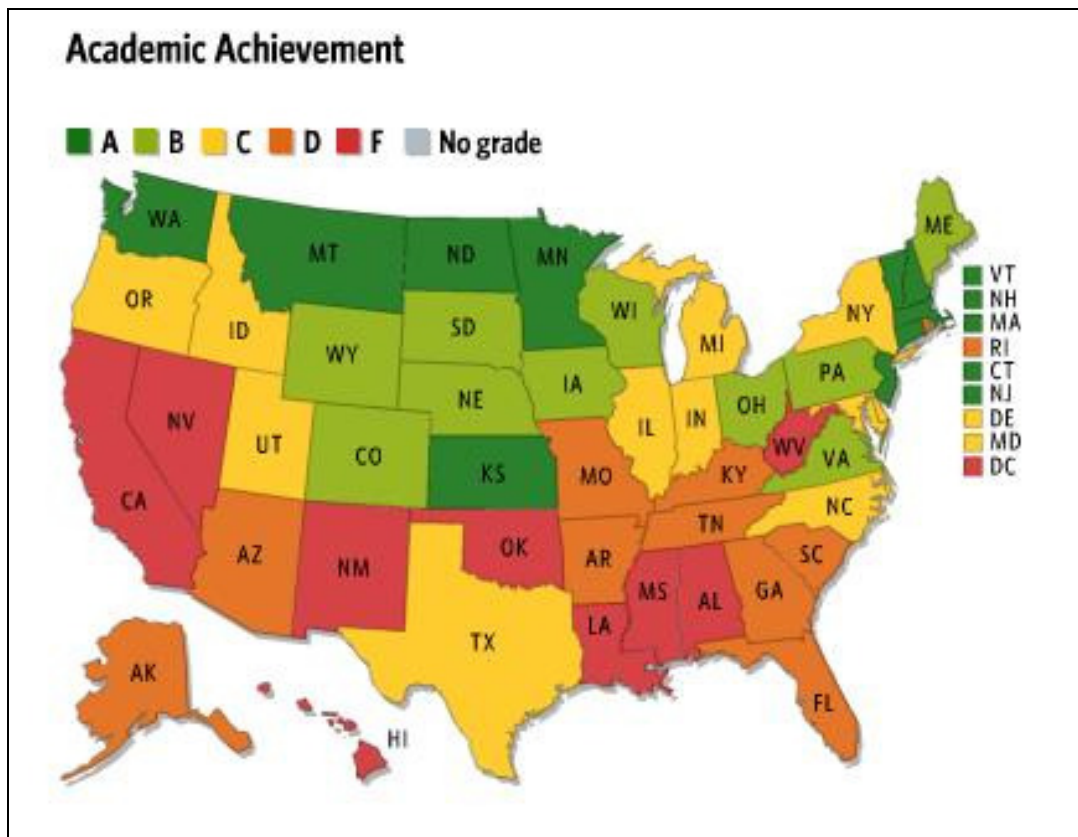 Academic Achievement
A B C D F No grade
WA
MT
ND
MN
ME
VT
NH
MA
RI
CT
NJ
DE
MD
DC
OR
ID
WY
SD
WI
MI
NY
NE
IA
PA
NV
UT
CO
KS
IL
IN
OH
WV
VA
CA
MO
KY
NC
AZ
NM
OK
AR
TN
SC
MS
AL
GA
LA
TX
AK
HI
FL